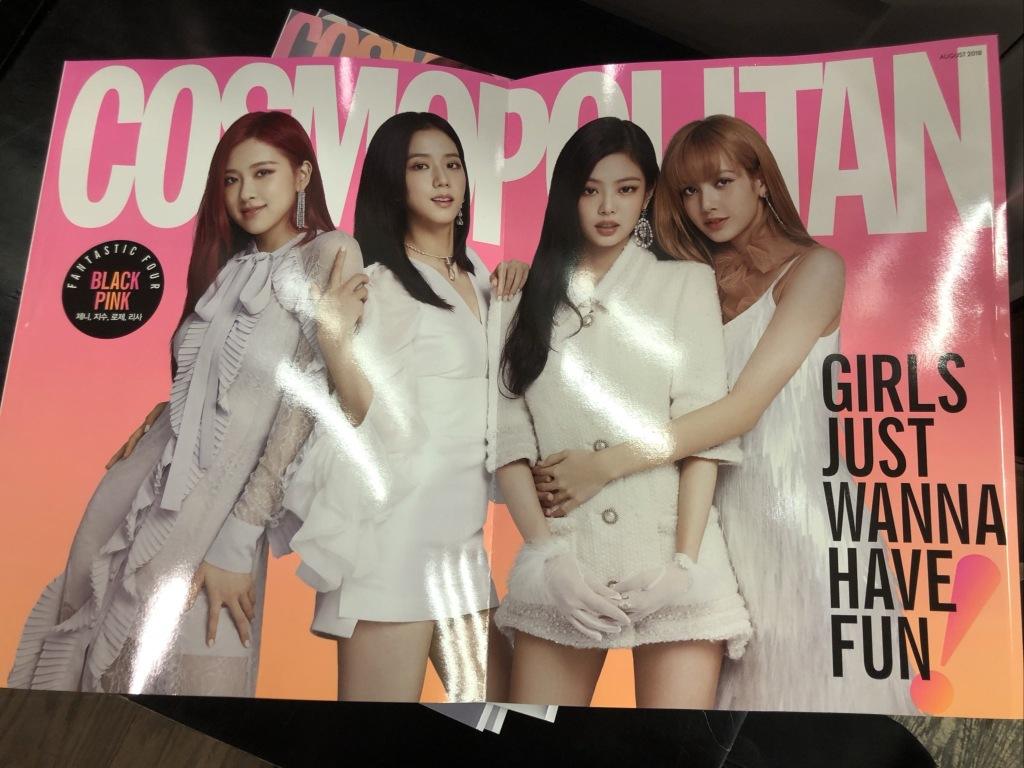 COSMOPOLITAN
AUGUST 2018
FANTASTIC FOUR
BLACK
PINK
제니, 지수, 로제, 리사
GIRLS
JUST
WANNA
HAVE
FUN!